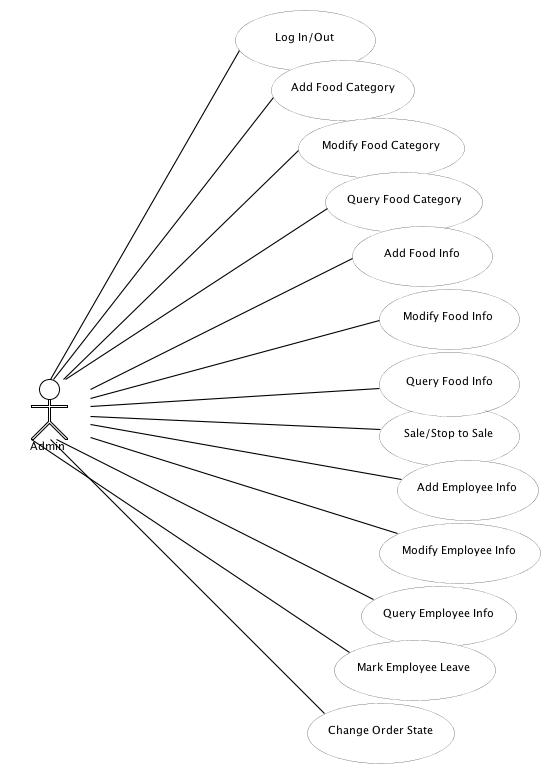 Log In/Out
Add Food Category
Modify Food Category
Query Food Category
Add Food Info
Modify Food Info
Query Food Info
Sale/Stop to Sale
Admin
Add Employee Info
Modify Employee Info
Query Employee Info
Mark Employee Leave
Change Order State